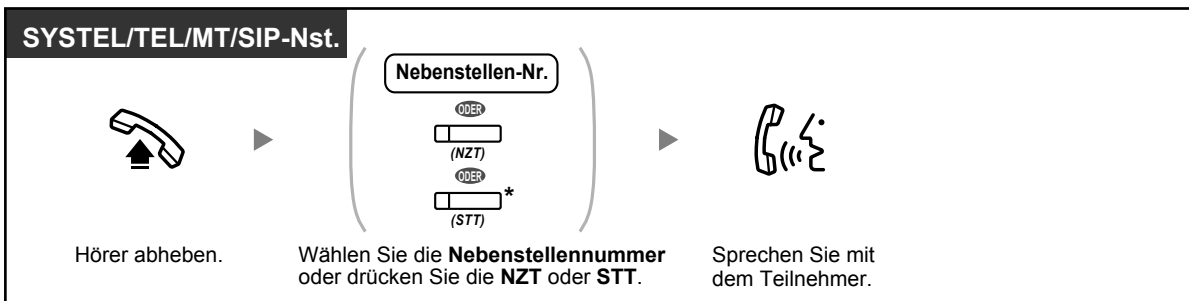 SYSTEL/TEL/MT/SIP-Nst.
Nebenstellen-Nr.
ODER
(NZT)
ODER
*
(STT)
Hörer abheben.
Wählen Sie die Nebenstellennummer
oder drücken Sie die NZT oder STT.
Sprechen Sie mit
dem Teilnehmer.